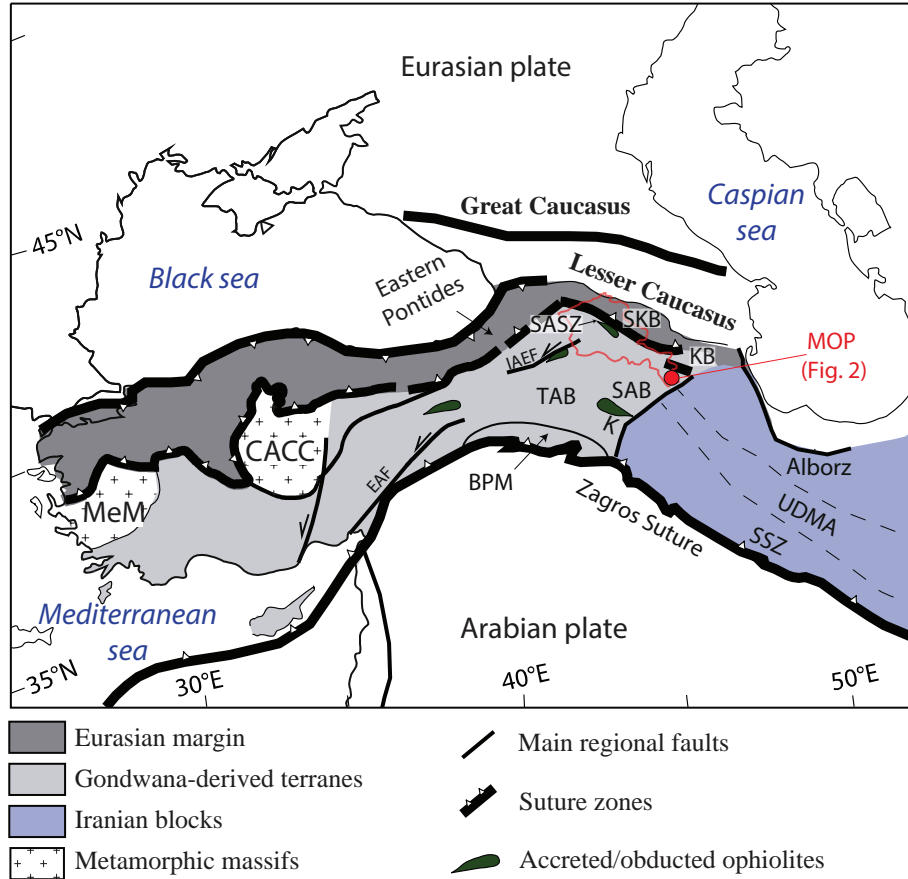 Eurasian plate
Caspian
sea
Great Caucasus
45°N
Black sea
Lesser Caucasus
Eastern
Pontides
SASZ
SKB
MOP
(Fig. 2)
KB
IAEF
TAB
SAB
K
CACC
EAF
BPM
Alborz
MeM
Zagros Suture
UDMA
SSZ
Mediterranean
sea
Arabian plate
35°N
30°E
40°E
50°E
Eurasian margin
Main regional faults
Gondwana-derived terranes
Suture zones
Iranian blocks
Metamorphic massifs
Accreted/obducted ophiolites